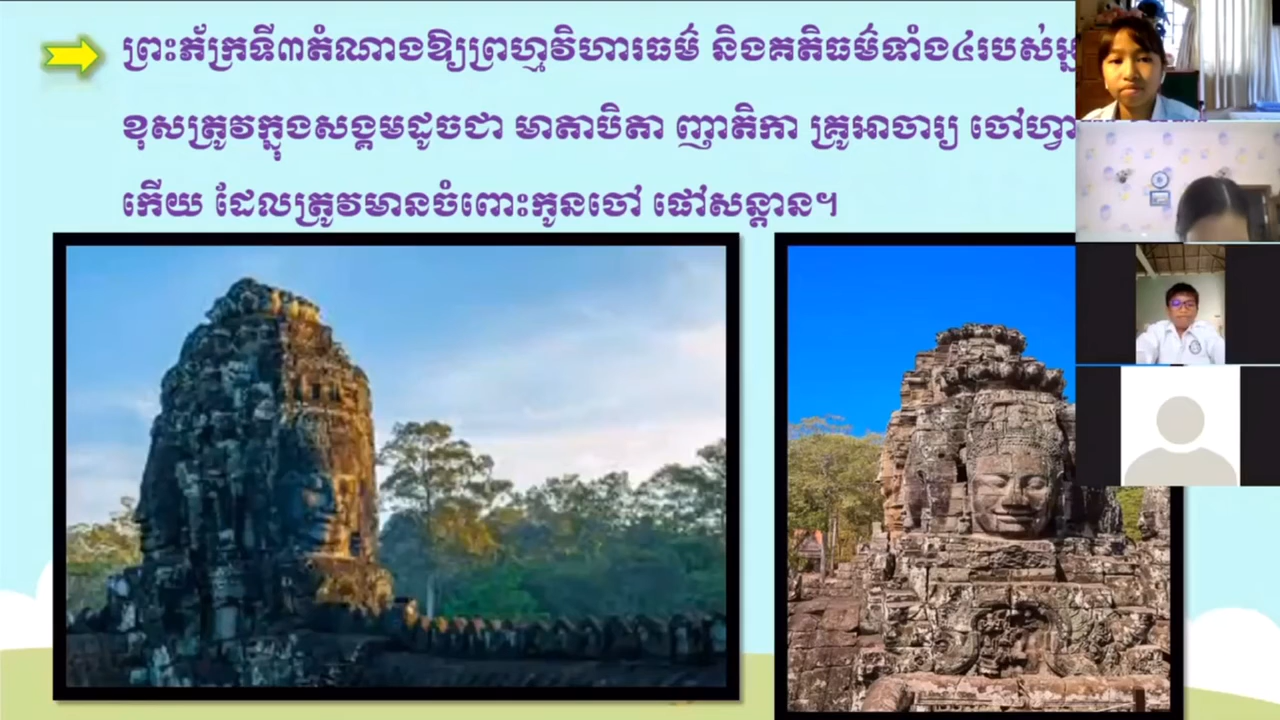 ព្រះភ័ក្រទី៣តំណាងឱ្យព្រហ្មវិហារធម៌ និងគតិធម៌ទាំង៤របស់
ខុសត្រូវក្នុងសង្គមដូចជា មាតាបិតា ញាតិកា គ្រូអាចារ្យ ចៅហ្វា
កើយ ដែលត្រូវមានចំពោះកូនចៅ ផៅសន្តាន។